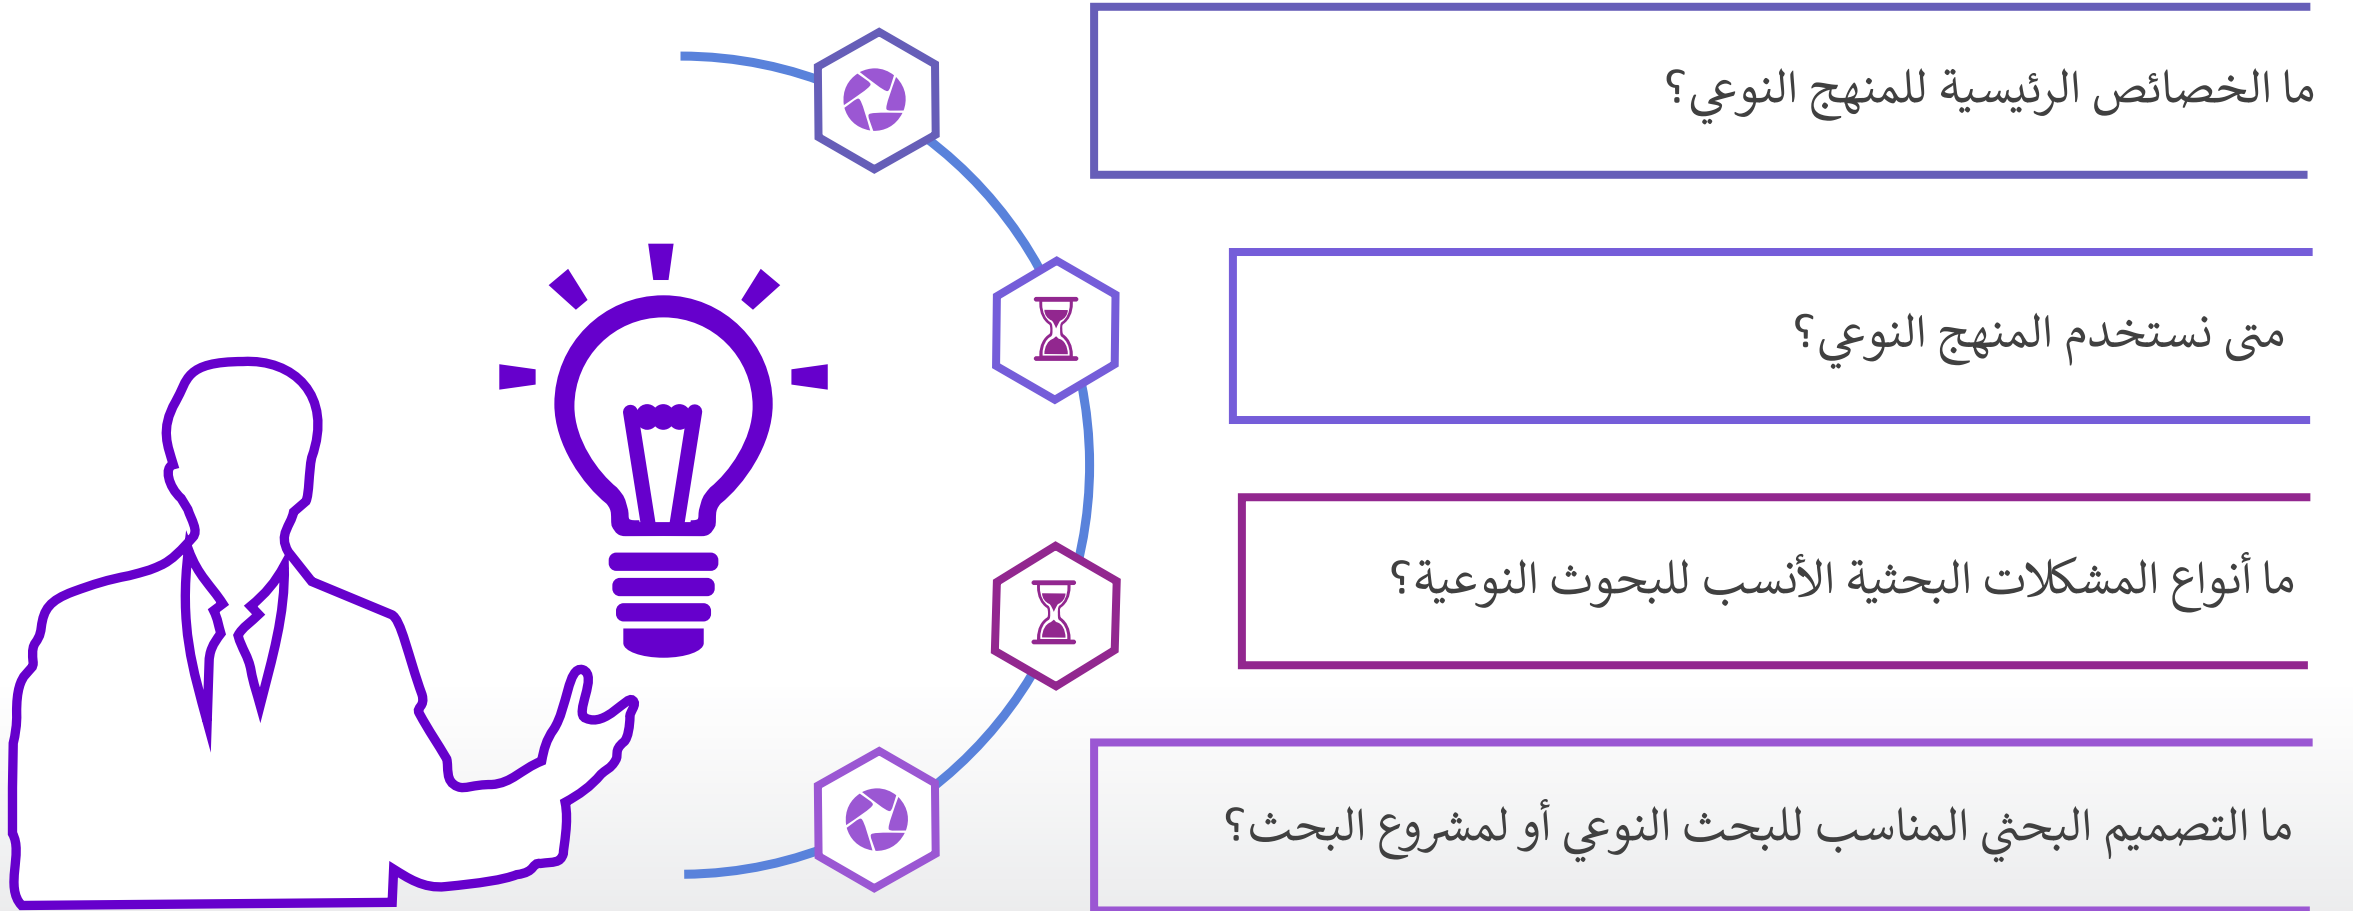 ما الخصائص الرئيسية للمنهج النوعي؟
متى نستخدم المنهج النوعي؟
ما أنواع المشكلات البحثية الأنسب للبحوث النوعية؟
ما التصميم البحثي المناسب للبحث النوعي أو لمشروع البحث؟